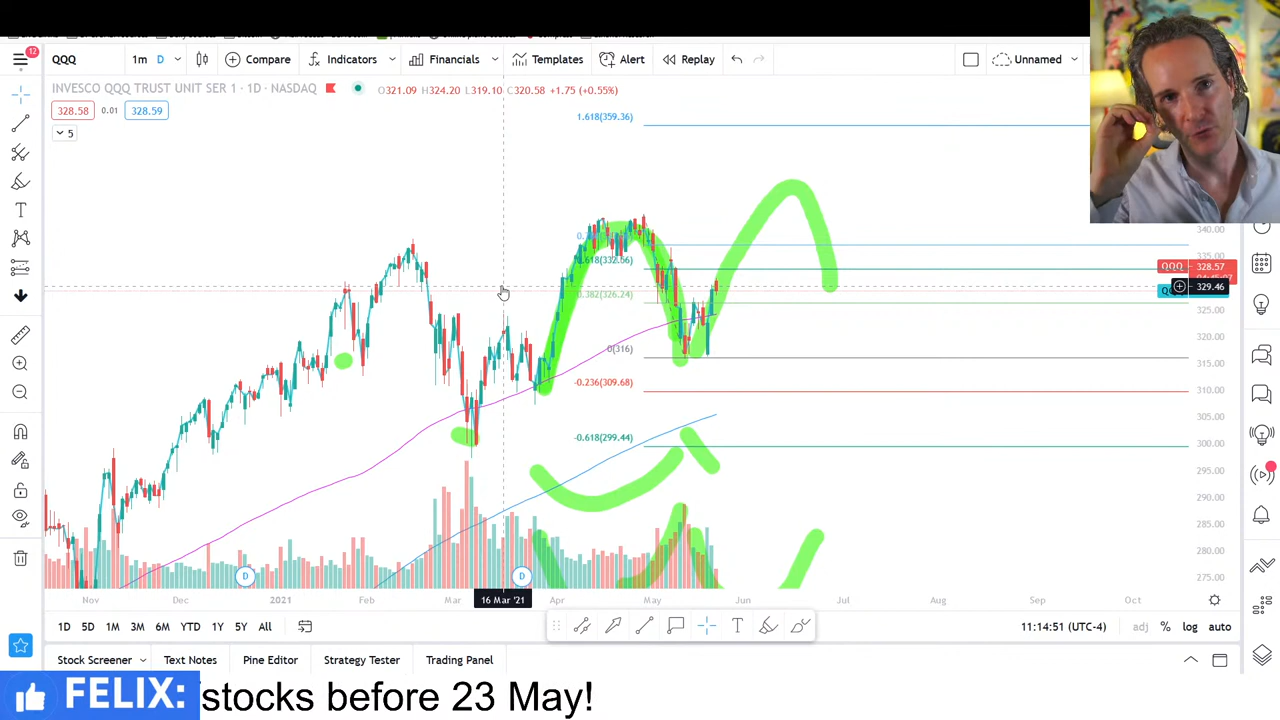 12
QQQ
1m
D
Compare
Indicators
Financials
Templates
Alert
Replay
Unnamed
INVESCO QQQ TRUST UNIT SER 1 · 1D · NASDAQ
O321.09 H324.20 L319.10 C320.58 +1.75 (+0.55%)
328.58
0.01
328.59
5
1.618(359.36)
0.618(332.56)
0.382(326.24)
0(316)
-0.236(309.68)
-0.618(299.44)
340.00
335.00
QQQ
328.57
329.46
325.00
320.00
315.00
310.00
305.00
300.00
295.00
290.00
285.00
280.00
275.00
D
D
Nov
Dec
2021
Feb
Mar
16 Mar '21
Apr
May
Jun
Jul
Aug
Sep
Oct
1D
5D
1M
3M
6M
YTD
1Y
5Y
All
11:14:51 (UTC-4)
adj
%
log
auto
Stock Screener
Text Notes
Pine Editor
Strategy Tester
Trading Panel
FELIX:
stocks before 23 May!